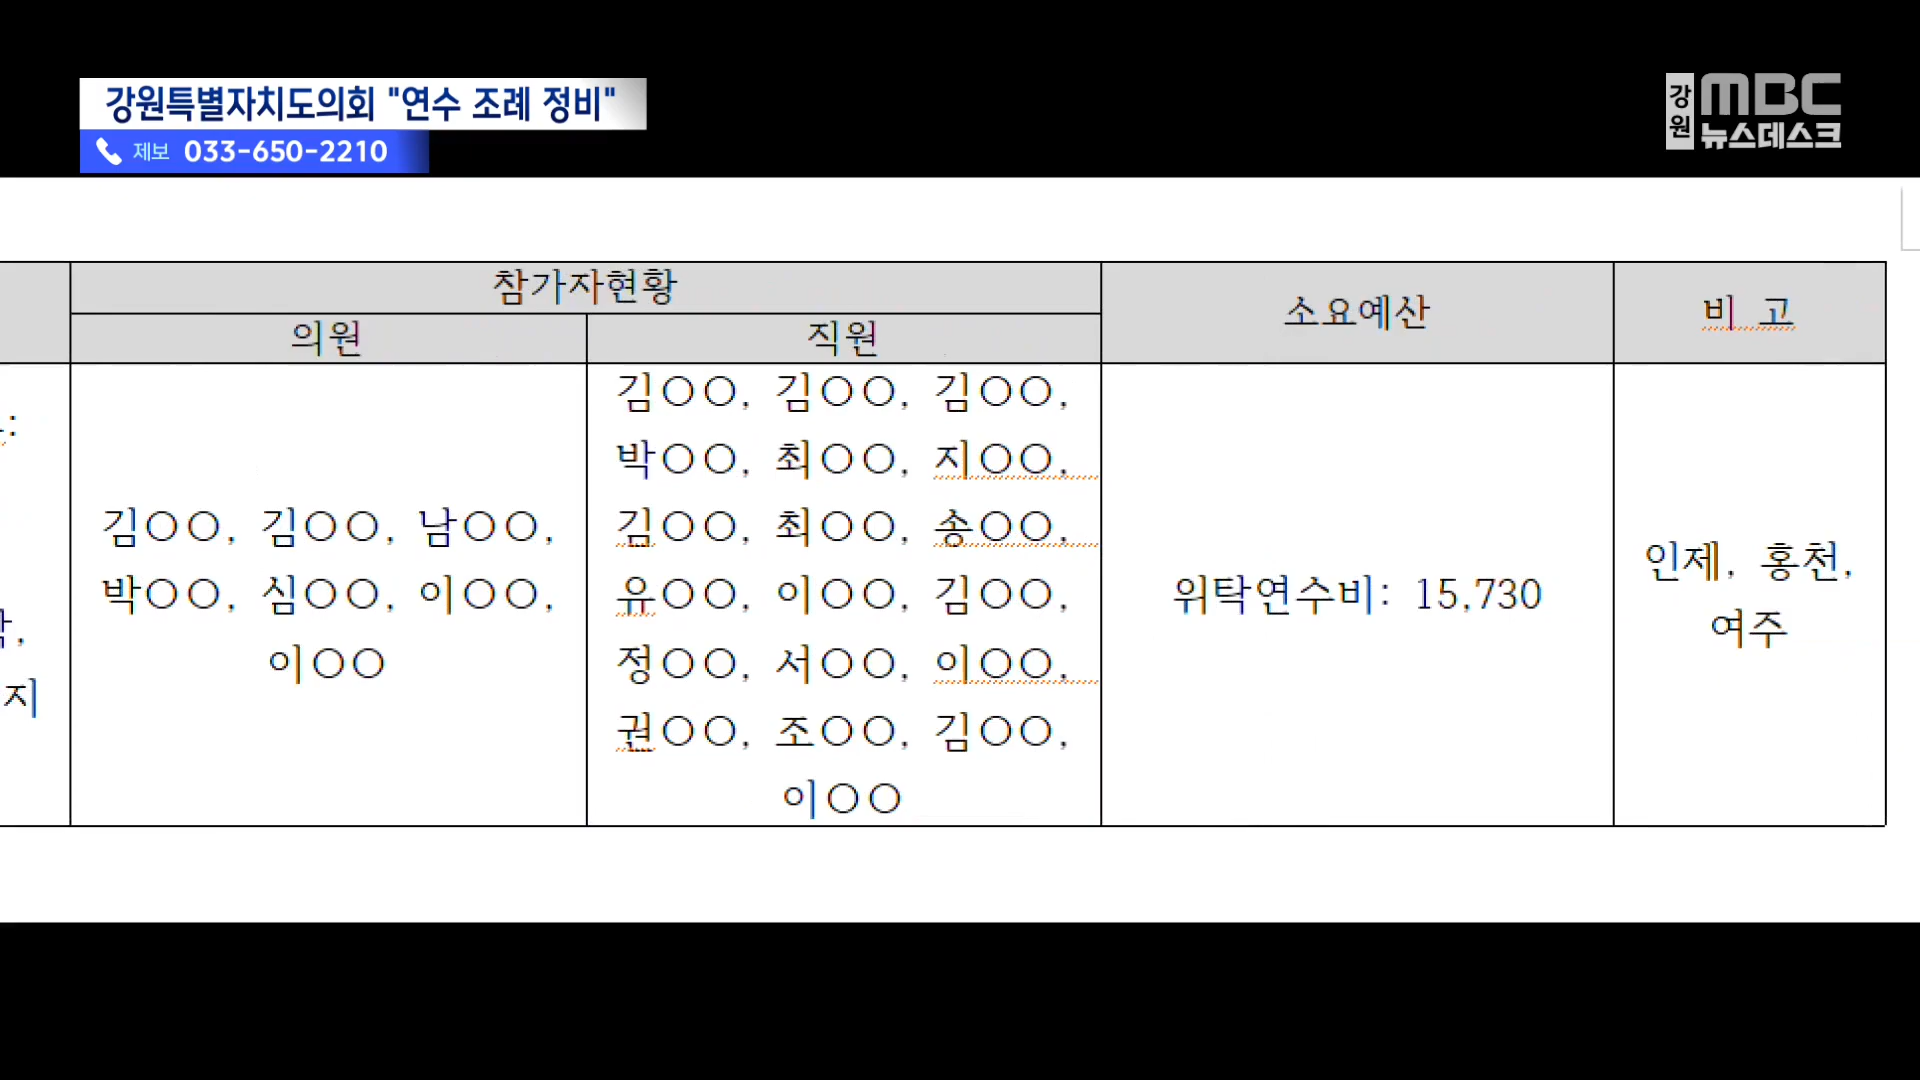 강원특별자치도의회 "연수 조례 정비"
제보 033-650-2210
강원
MBC
뉴스데스크
참가자현황
소요예산
비 고
의원
직원
김○○, 김○○, 남○○,
박○○, 심○○, 이○○,
이○○
김○○, 김○○, 김○○,
박○○, 최○○, 지○○,
김○○, 최○○, 송○○,
유○○, 이○○, 김○○,
정○○, 서○○, 이○○,
권○○, 조○○, 김○○,
이○○
위탁연수비: 15,730
인제, 홍천,
여주
지